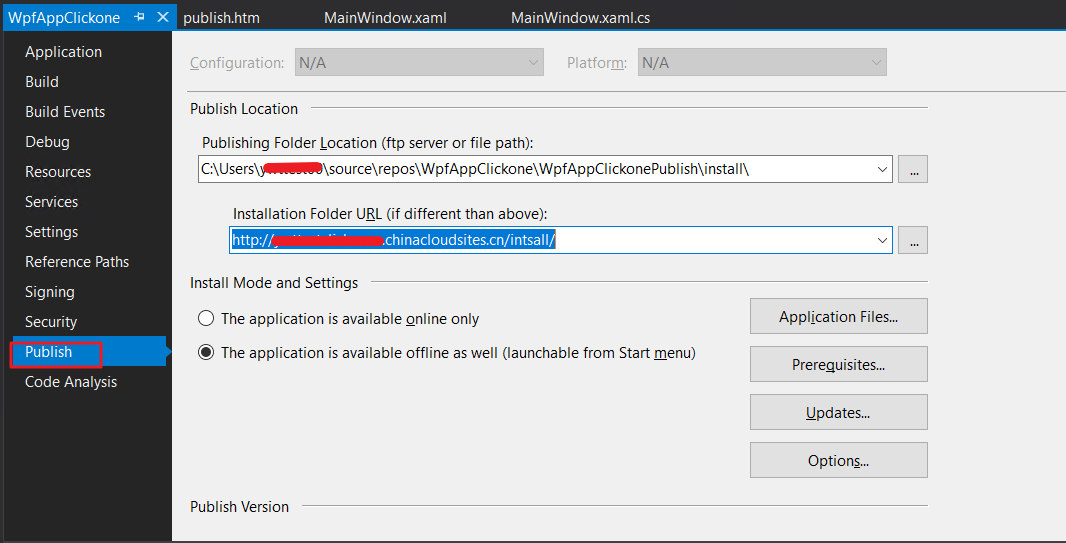 WpfAppClickone publish.htm MainWindow.xaml MainWindow.xaml.cs
Application
Build
Build Events
Debug
Resources
Services
Settings
Reference Paths
Signing
Security
Publish
Code Analysis
Configuration: N/A Platform: N/A
Publish Location
Publishing Folder Location (ftp server or file path):
C:\Users\ \source\repos\WpfAppClickone\WpfAppClickonePublish\install\
...
Installation Folder URL (if different than above):
http:// .chinacloudsites.cn/intsall/
...
Install Mode and Settings
The application is available online only
The application is available offline as well (launchable from Start menu)
Application Files...
Prerequisites...
Updates...
Options...
Publish Version